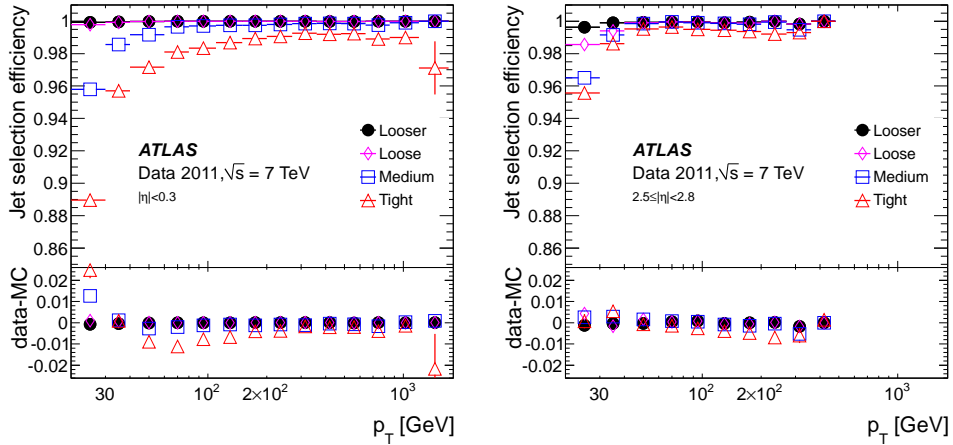 Jet selection efficiency
1
0.98
0.96
0.94
0.92
0.9
0.88
0.86
ATLAS
Data 2011,√s = 7 TeV
|η|<0.3
Looser
Loose
Medium
Tight
data-MC
0.02
0.01
0
-0.01
-0.02
30
10²
2×10²
10³
p_T [GeV]
Jet selection efficiency
1
0.98
0.96
0.94
0.92
0.9
0.88
0.86
ATLAS
Data 2011,√s = 7 TeV
2.5≤|η|<2.8
Looser
Loose
Medium
Tight
data-MC
0.02
0.01
0
-0.01
-0.02
30
10²
2×10²
10³
p_T [GeV]